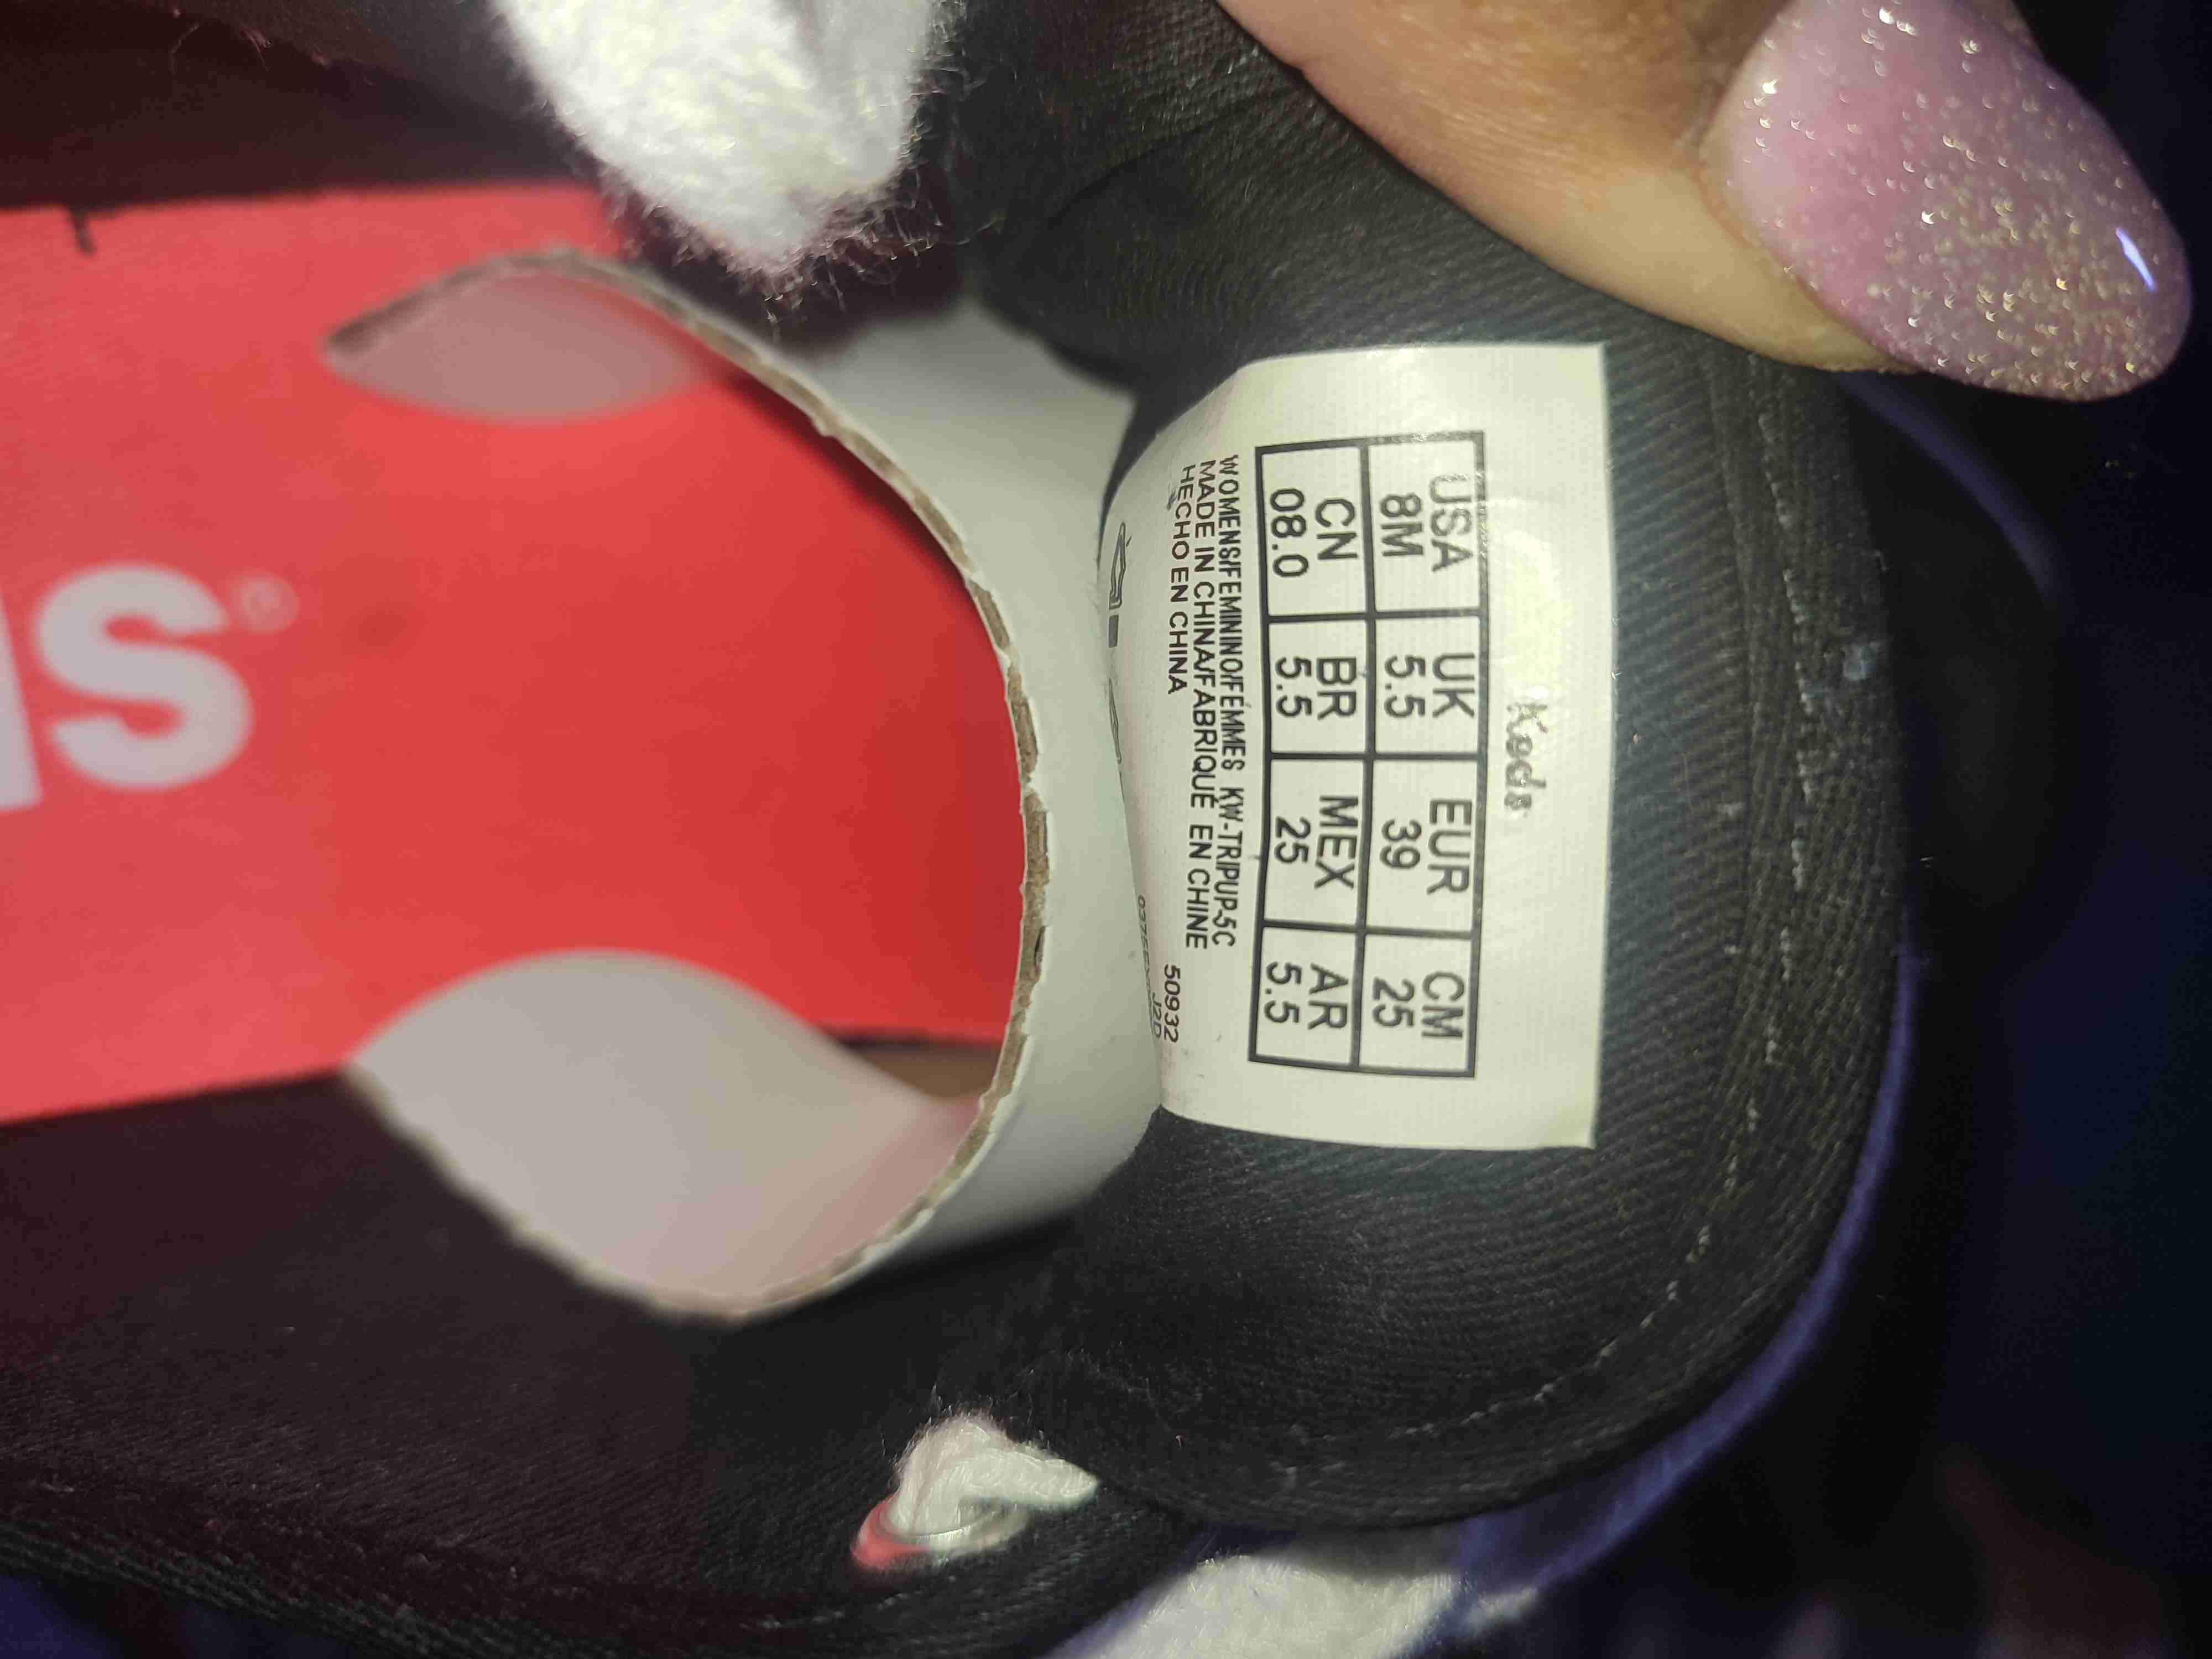 Keds
USA UK EUR CM
8M 5.5 39 25
CN BR MEX AR
08.0 5.5 25 5.5
WOMENS/FEMININO/FEMMES KW-TRIPUP-5C
MADE IN CHINA/FABRIQUÉ EN CHINE
HECHO EN CHINA 50932
J2D
s®